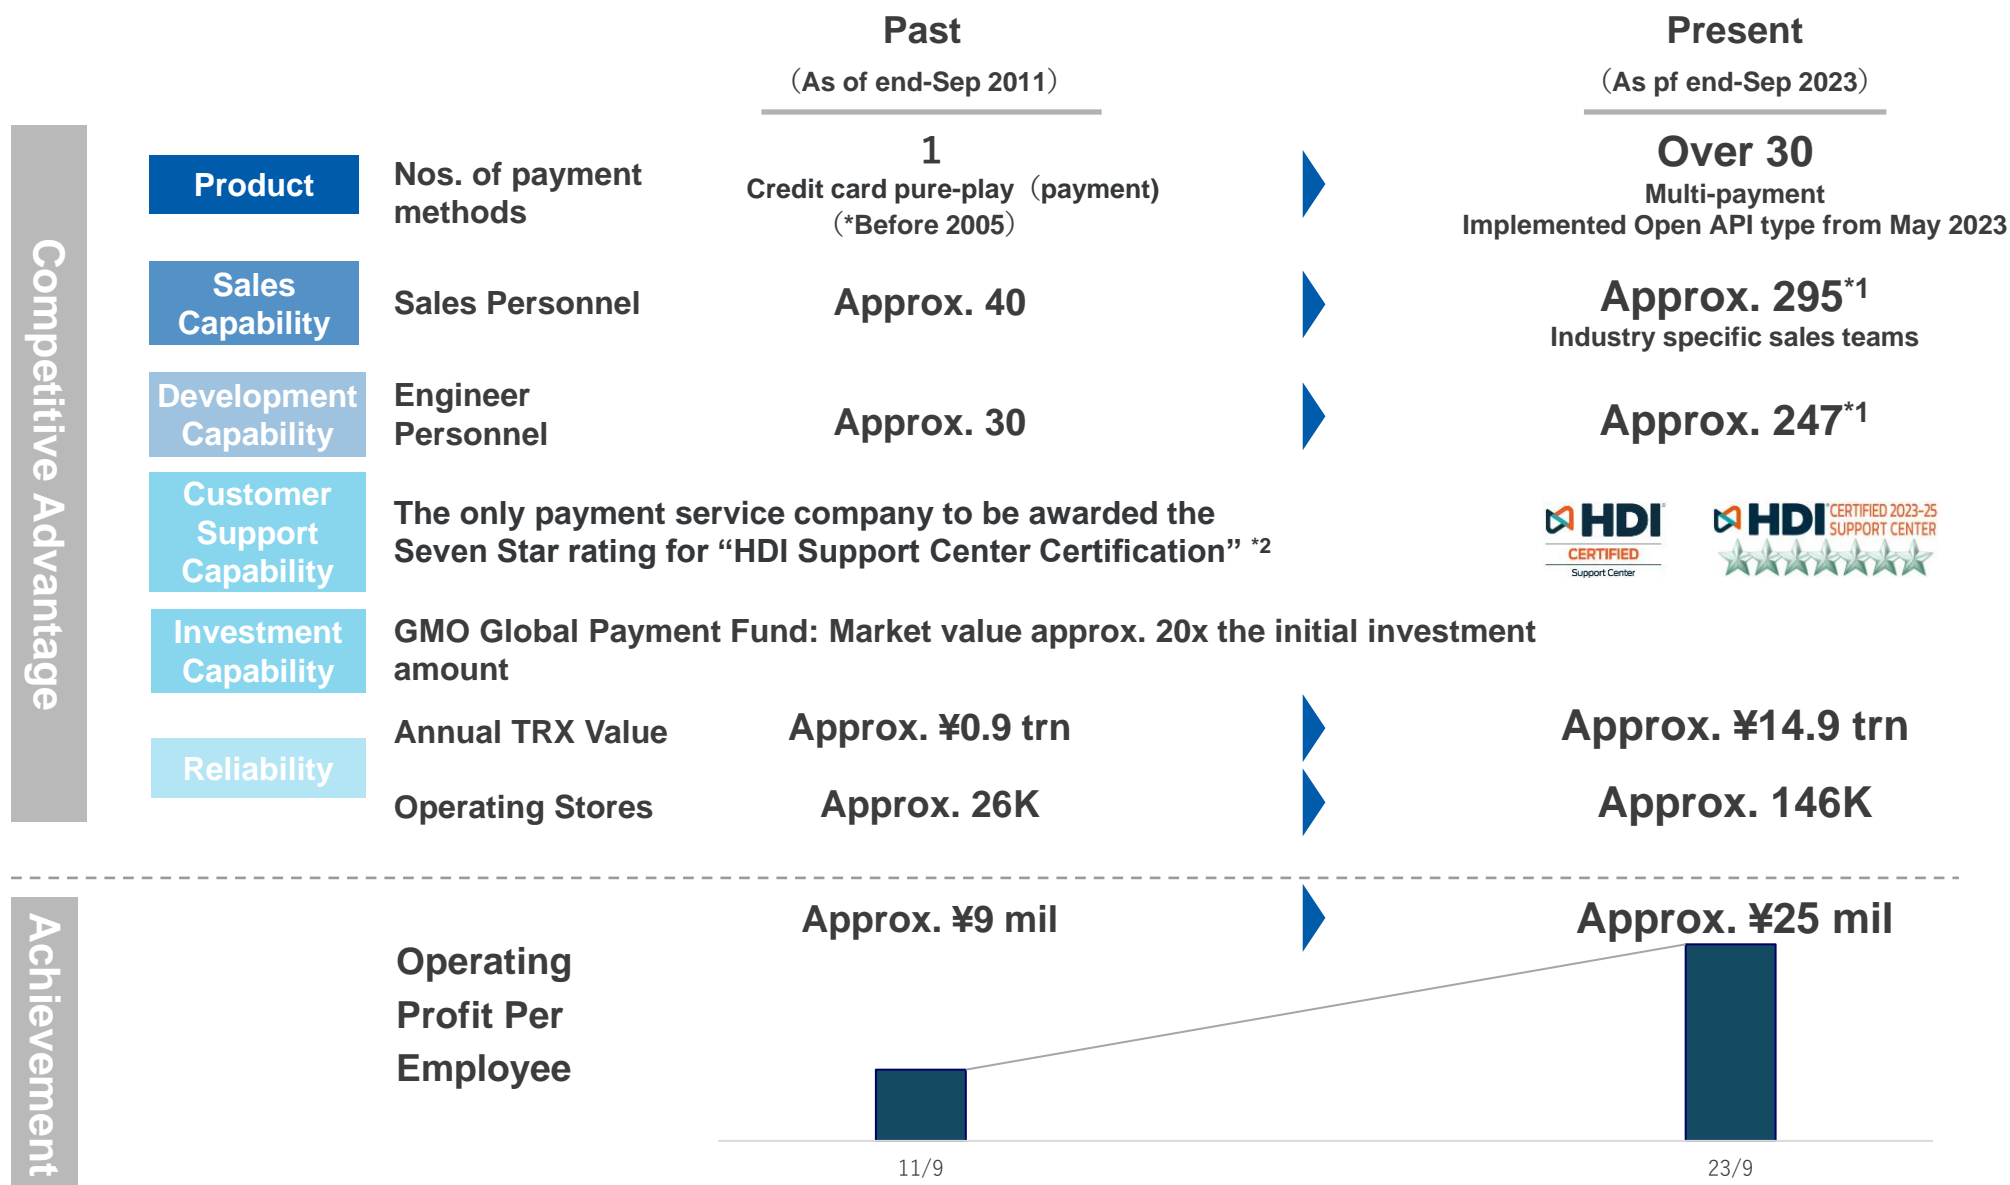 Past
（As of end-Sep 2011）
Present
（As pf end-Sep 2023）
Competitive Advantage
Product
Nos. of payment
methods
1
Credit card pure-play（payment)
（*Before 2005）
Over 30
Multi-payment
Implemented Open API type from May 2023
Sales
Capability
Sales Personnel
Approx. 40
Approx. 295*1
Industry specific sales teams
Development
Capability
Engineer
Personnel
Approx. 30
Approx. 247*1
Customer
Support
Capability
The only payment service company to be awarded the
Seven Star rating for “HDI Support Center Certification” *2
HDI
CERTIFIED
Support Center
HDI CERTIFIED 2023-25
SUPPORT CENTER
Investment
Capability
GMO Global Payment Fund: Market value approx. 20x the initial investment
amount
Reliability
Annual TRX Value
Approx. ¥0.9 trn
Approx. ¥14.9 trn
Operating Stores
Approx. 26K
Approx. 146K
Achievement
Operating
Profit Per
Employee
Approx. ¥9 mil
Approx. ¥25 mil
11/9
23/9